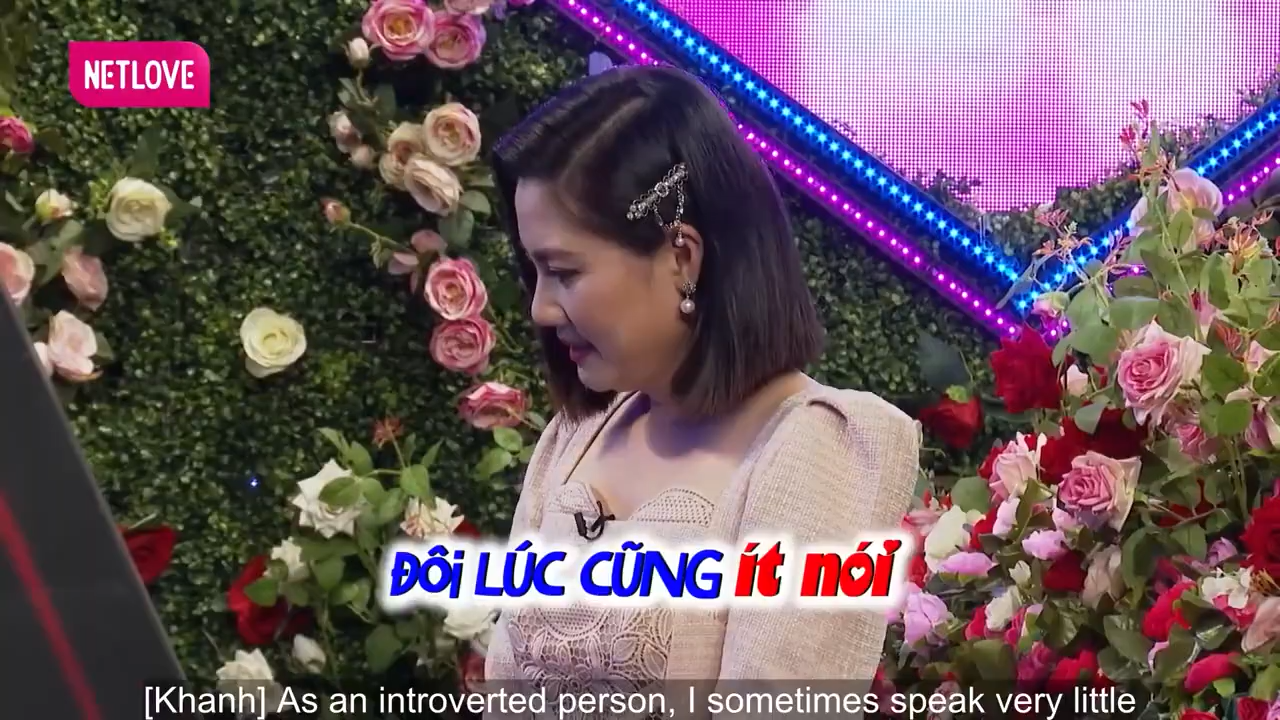 NETLOVE
ĐÔi LÚC CŨNG ít nói
[Khanh] As an introverted person, I sometimes speak very little